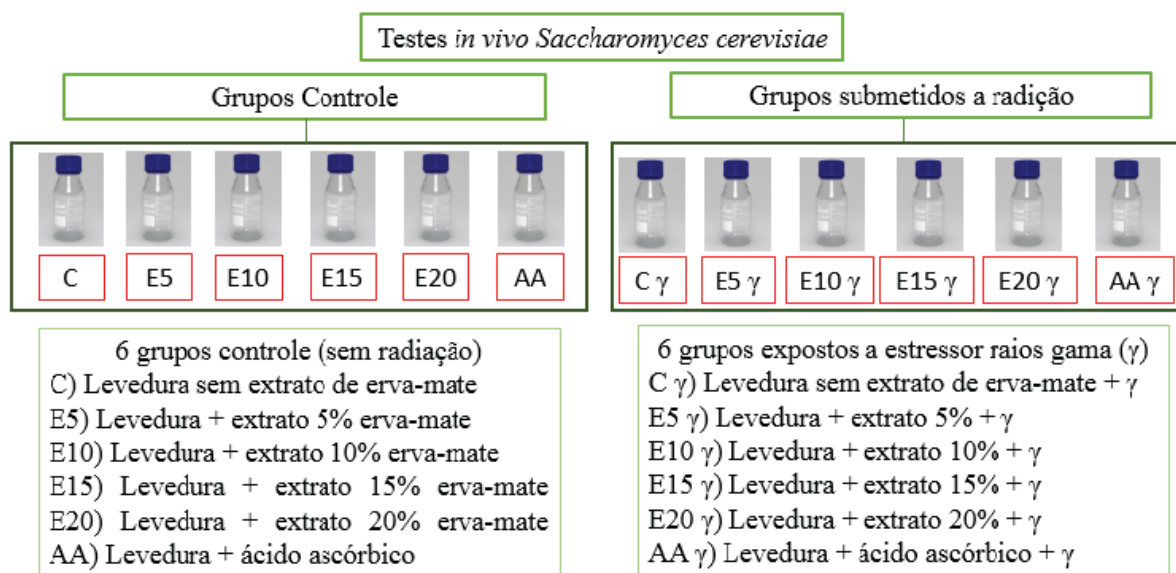 Testes in vivo Saccharomyces cerevisiae
Grupos Controle
Grupos submetidos a radição
C E5 E10 E15 E20 AA
C γ E5 γ E10 γ E15 γ E20 γ AA γ
6 grupos controle (sem radiação)
C) Levedura sem extrato de erva-mate
E5) Levedura + extrato 5% erva-mate
E10) Levedura + extrato 10% erva-mate
E15) Levedura + extrato 15% erva-mate
E20) Levedura + extrato 20% erva-mate
AA) Levedura + ácido ascórbico
6 grupos expostos a estressor raios gama (γ)
C γ) Levedura sem extrato de erva-mate + γ
E5 γ) Levedura + extrato 5% + γ
E10 γ) Levedura + extrato 10% + γ
E15 γ) Levedura + extrato 15% + γ
E20 γ) Levedura + extrato 20% + γ
AA γ) Levedura + ácido ascórbico + γ